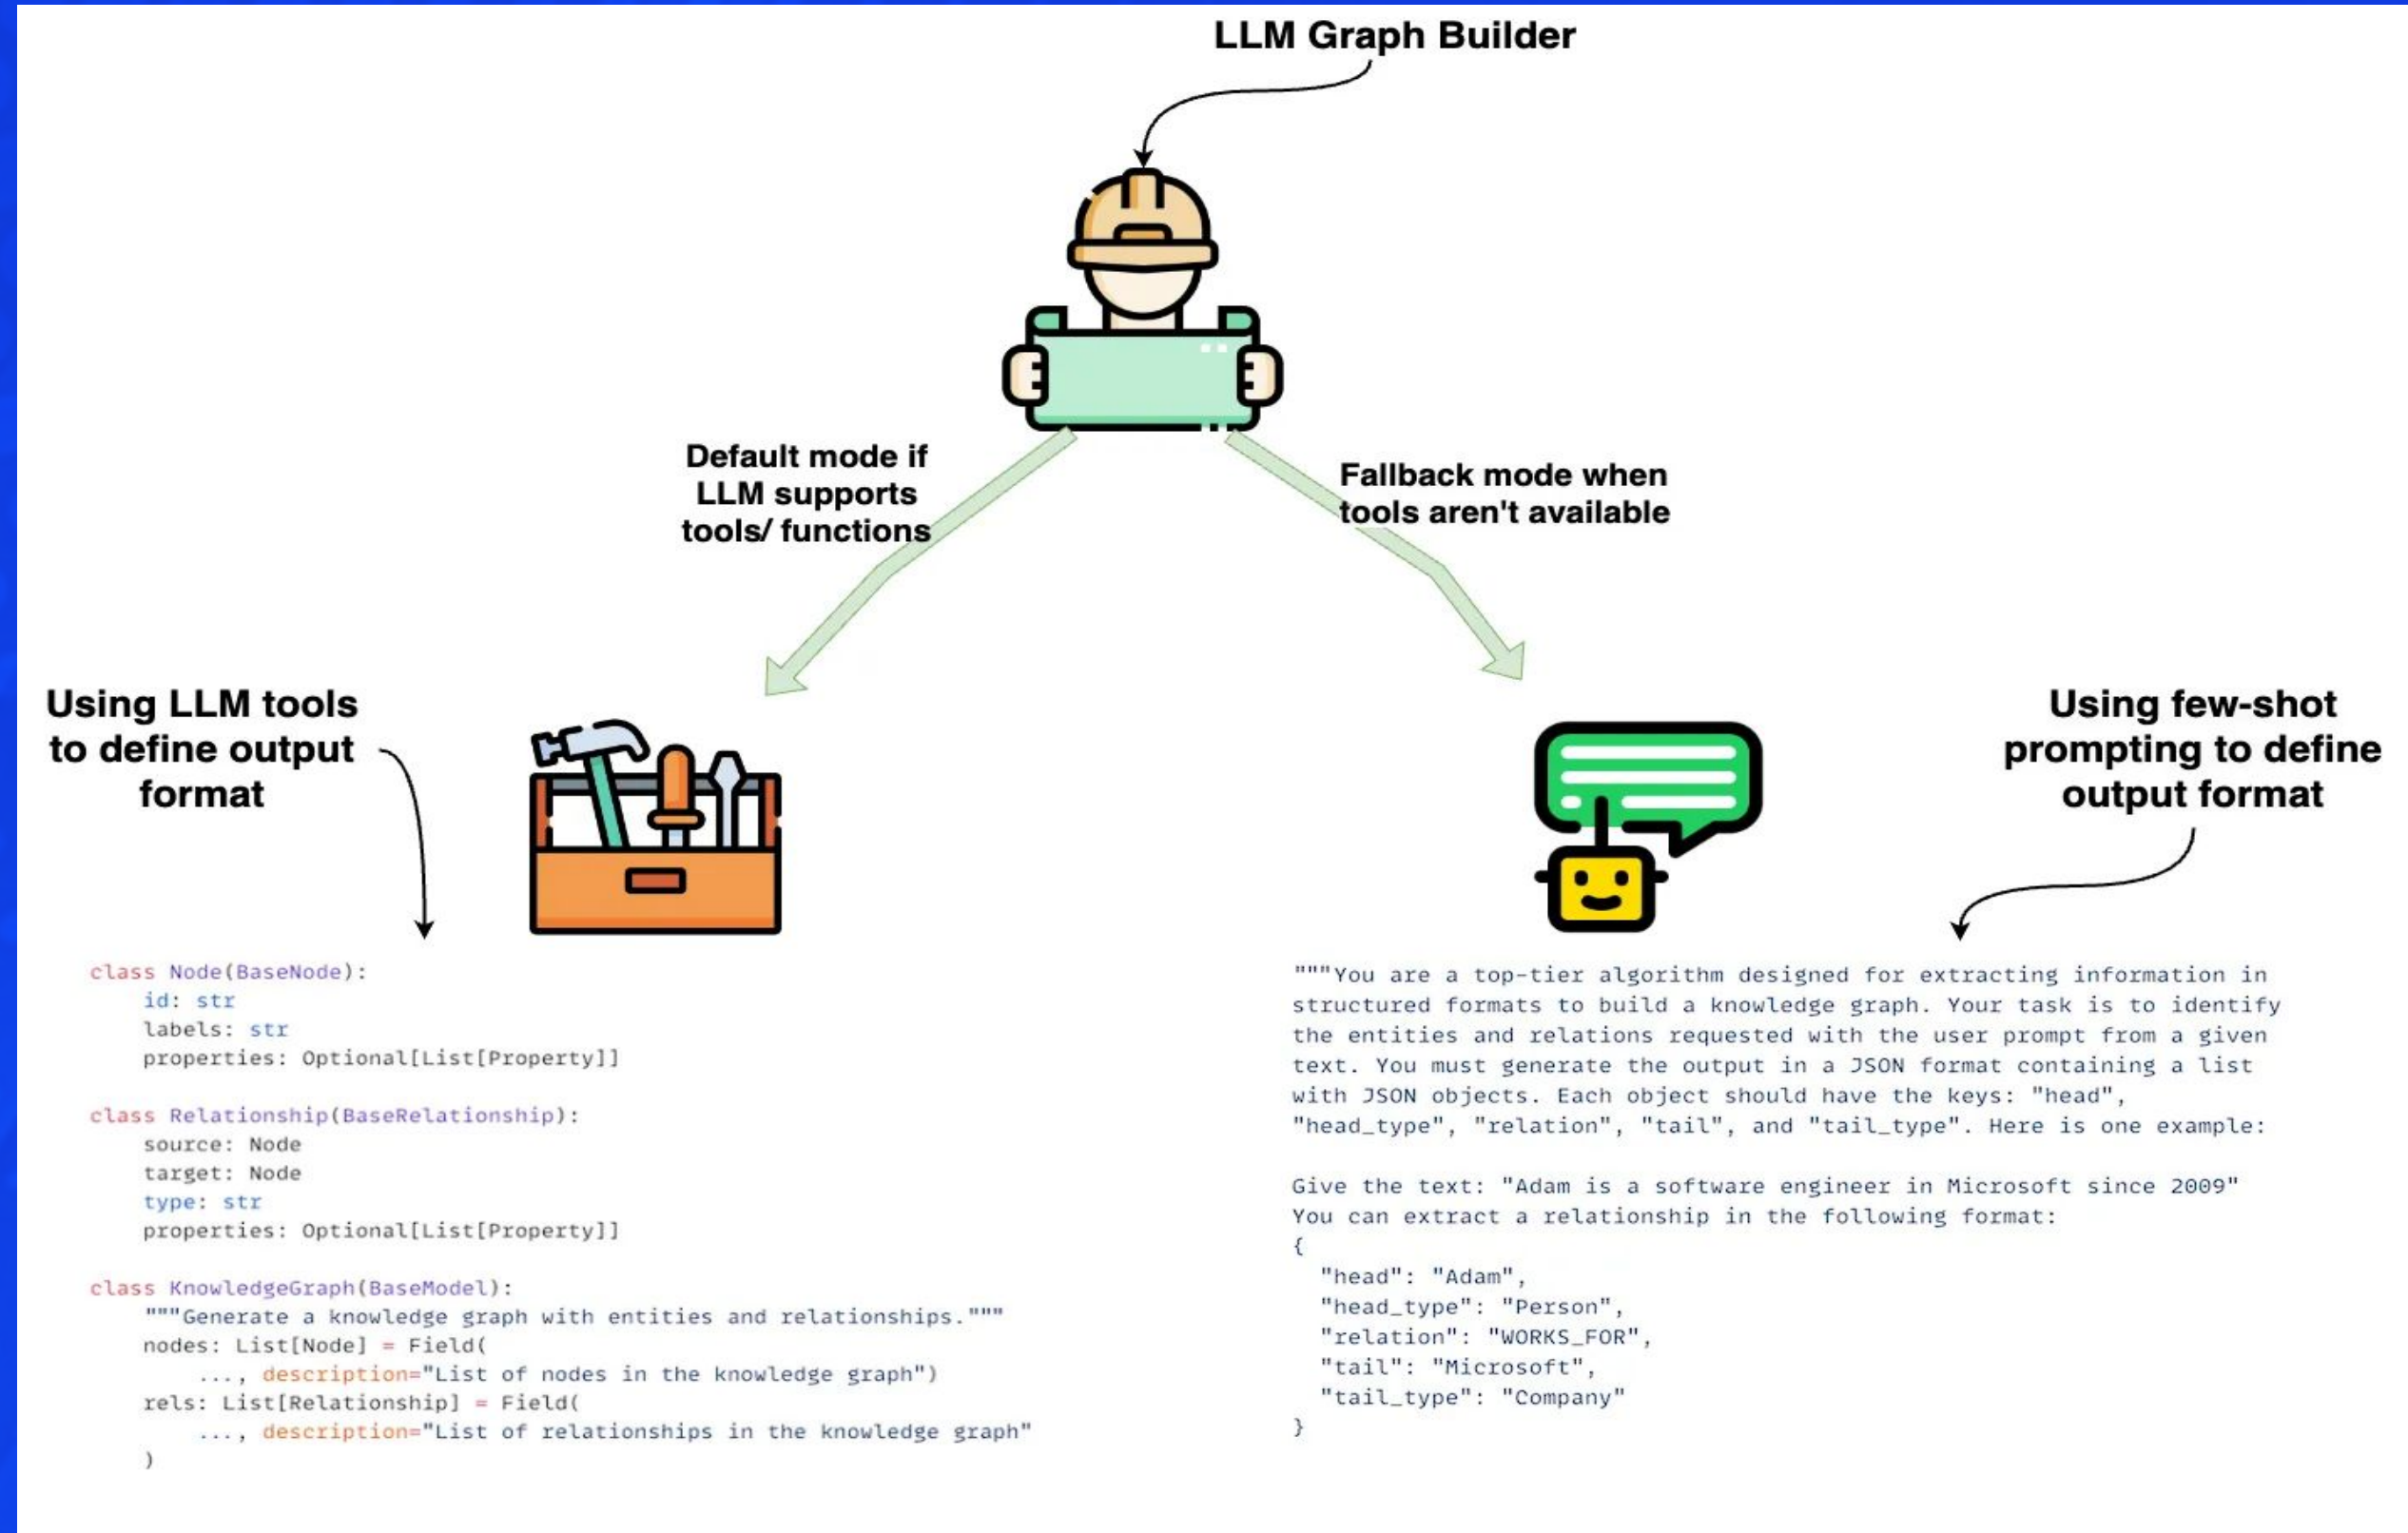 LLM Graph Builder
Default mode if
LLM supports
tools/ functions
Fallback mode when
tools aren't available
Using LLM tools
to define output
format
Using few-shot
prompting to define
output format
class Node(BaseNode):
    id: str
    labels: str
    properties: Optional[List[Property]]
class Relationship(BaseRelationship):
    source: Node
    target: Node
    type: str
    properties: Optional[List[Property]]
class KnowledgeGraph(BaseModel):
    """Generate a knowledge graph with entities and relationships."""
    nodes: List[Node] = Field(
        ..., description="List of nodes in the knowledge graph")
    rels: List[Relationship] = Field(
        ..., description="List of relationships in the knowledge graph"
    )
"""You are a top-tier algorithm designed for extracting information in
structured formats to build a knowledge graph. Your task is to identify
the entities and relations requested with the user prompt from a given
text. You must generate the output in a JSON format containing a list
with JSON objects. Each object should have the keys: "head",
"head_type", "relation", "tail", and "tail_type". Here is one example:
Give the text: "Adam is a software engineer in Microsoft since 2009"
You can extract a relationship in the following format:
{
  "head": "Adam",
  "head_type": "Person",
  "relation": "WORKS_FOR",
  "tail": "Microsoft",
  "tail_type": "Company"
}